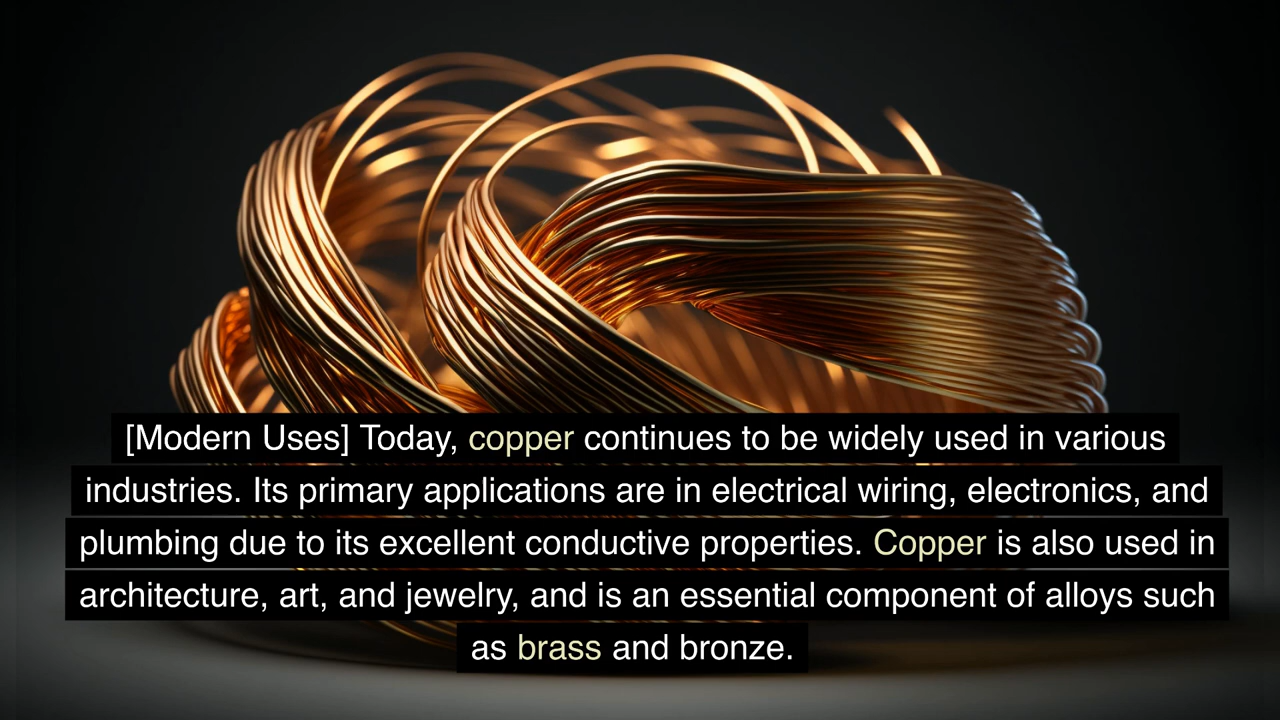 [Modern Uses] Today, copper continues to be widely used in various
industries. Its primary applications are in electrical wiring, electronics, and
plumbing due to its excellent conductive properties. Copper is also used in
architecture, art, and jewelry, and is an essential component of alloys such
as brass and bronze.